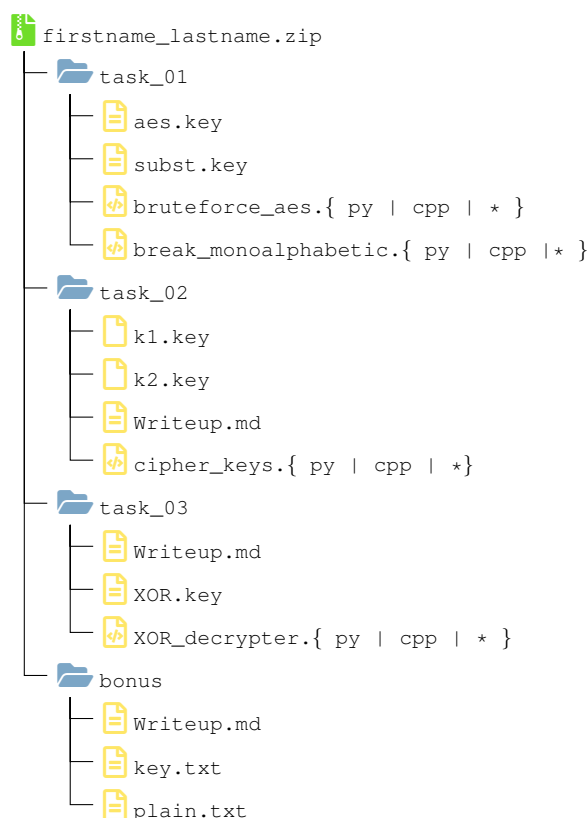 firstname_lastname.zip
task_01
aes.key
subst.key
bruteforce_aes.{ py | cpp | * }
break_monoalphabetic.{ py | cpp |* }
task_02
k1.key
k2.key
Writeup.md
cipher_keys.{ py | cpp | *}
task_03
Writeup.md
XOR.key
XOR_decrypter.{ py | cpp | * }
bonus
Writeup.md
key.txt
plain.txt